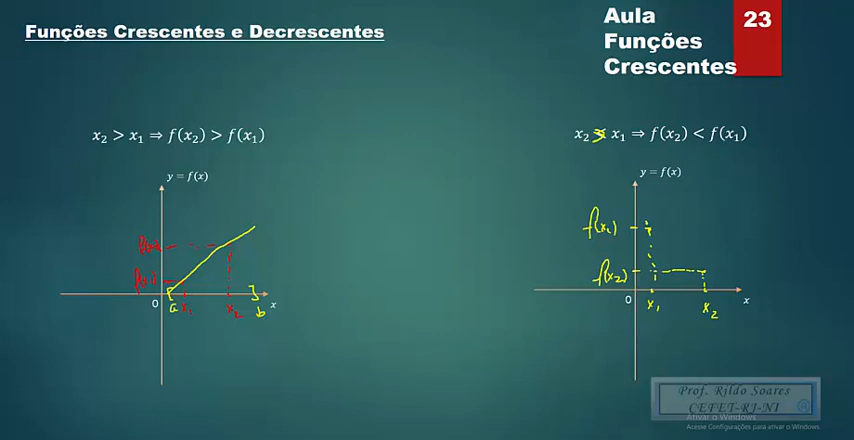 Funções Crescentes e Decrescentes
Aula
Funções
Crescentes
23
x₂ > x₁ ⇒ f(x₂) > f(x₁)
y = f(x)
f(x₂)
f(x₁)
0
a x₁ x₂ b
x
x₂ > x₁ ⇒ f(x₂) < f(x₁)
y = f(x)
f(x₁)
f(x₂)
0
x₁ x₂
x
Prof. Rildo Soares
CEFET-RJ-NI
Ativar o Windows
Acesse Configurações para ativar o Windows.